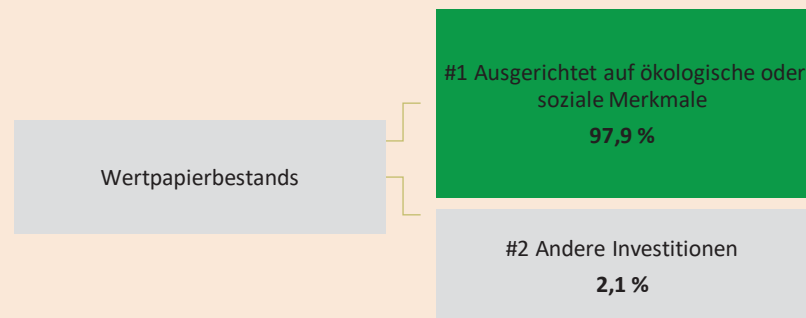 #1 Ausgerichtet auf ökologische oder
soziale Merkmale
97,9 %
Wertpapierbestands
#2 Andere Investitionen
2,1 %